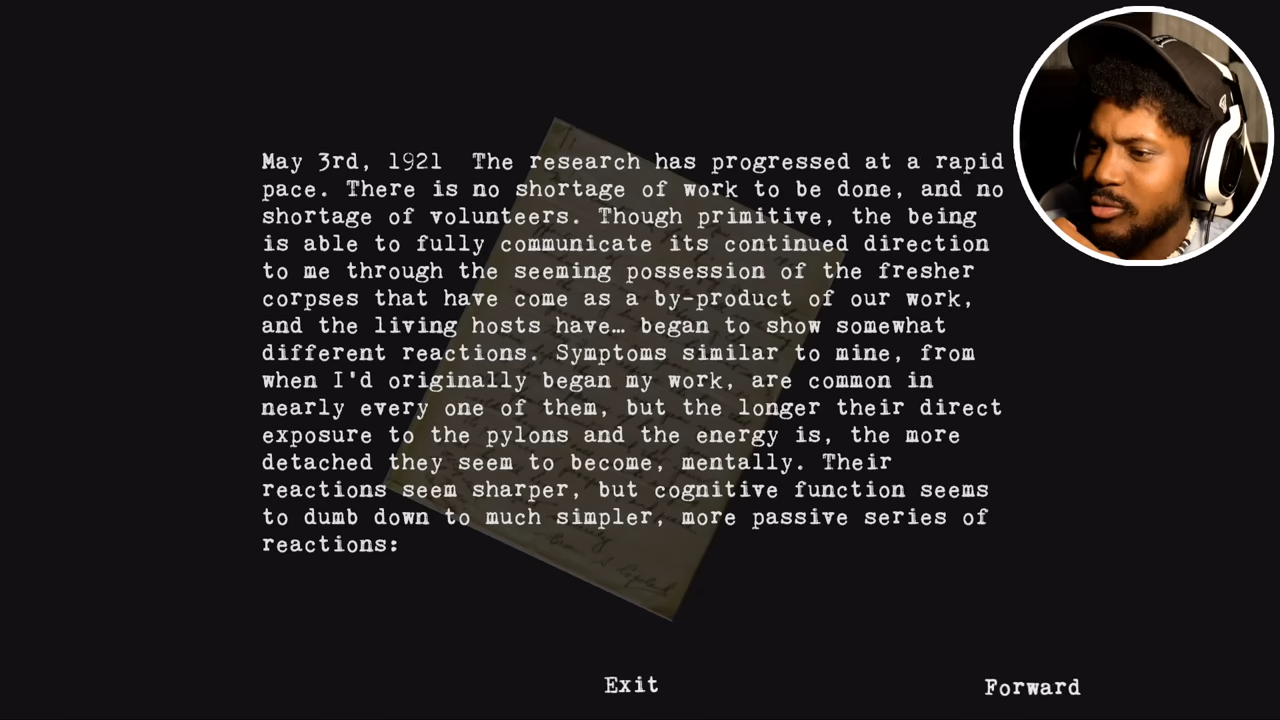 May 3rd, 1921  The research has progressed at a rapid
pace. There is no shortage of work to be done, and no
shortage of volunteers. Though primitive, the being
is able to fully communicate its continued direction
to me through the seeming possession of the fresher
corpses that have come as a by-product of our work,
and the living hosts have… began to show somewhat
different reactions. Symptoms similar to mine, from
when I'd originally began my work, are common in
nearly every one of them, but the longer their direct
exposure to the pylons and the energy is, the more
detached they seem to become, mentally. Their
reactions seem sharper, but cognitive function seems
to dumb down to much simpler, more passive series of
reactions:
Exit
Forward